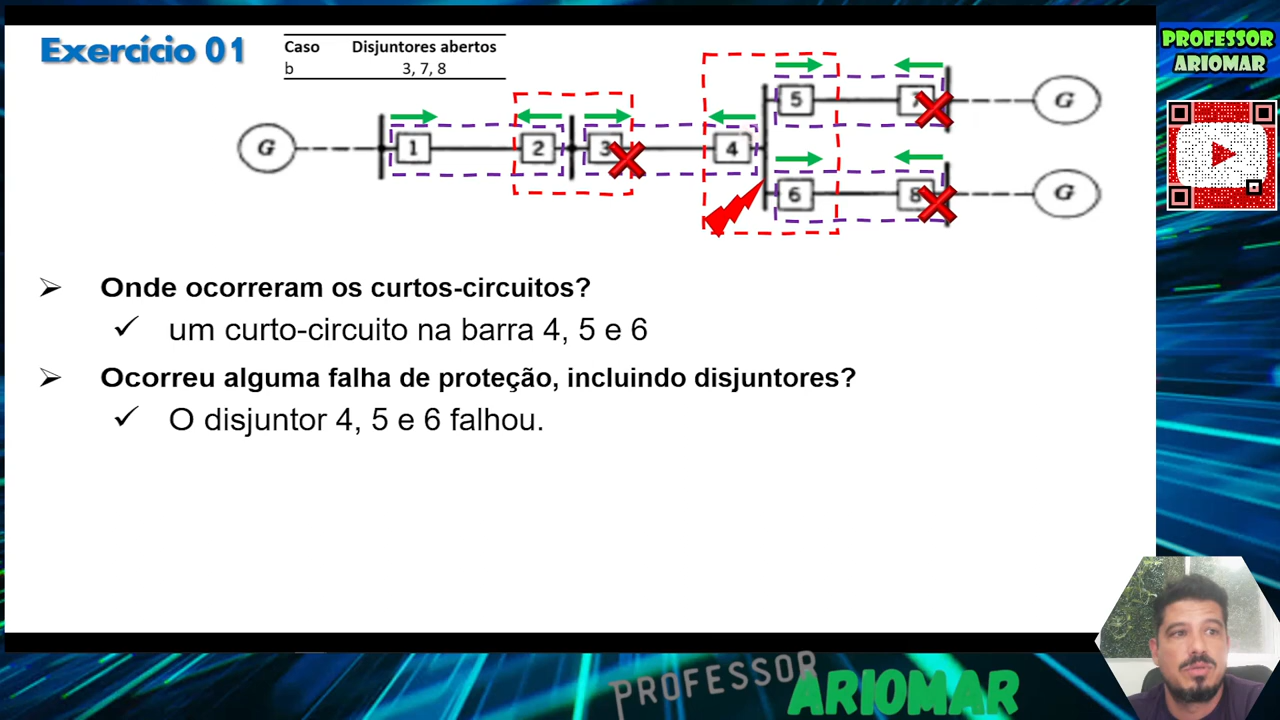 Exercício 01
Caso Disjuntores abertos
b 3, 7, 8
PROFESSOR
ARIOMAR
5 7 G
G 1 2 3 4
6 8 G
➢ Onde ocorreram os curtos-circuitos?
✓ um curto-circuito na barra 4, 5 e 6
➢ Ocorreu alguma falha de proteção, incluindo disjuntores?
✓ O disjuntor 4, 5 e 6 falhou.
PROFESSOR
ARIOMAR